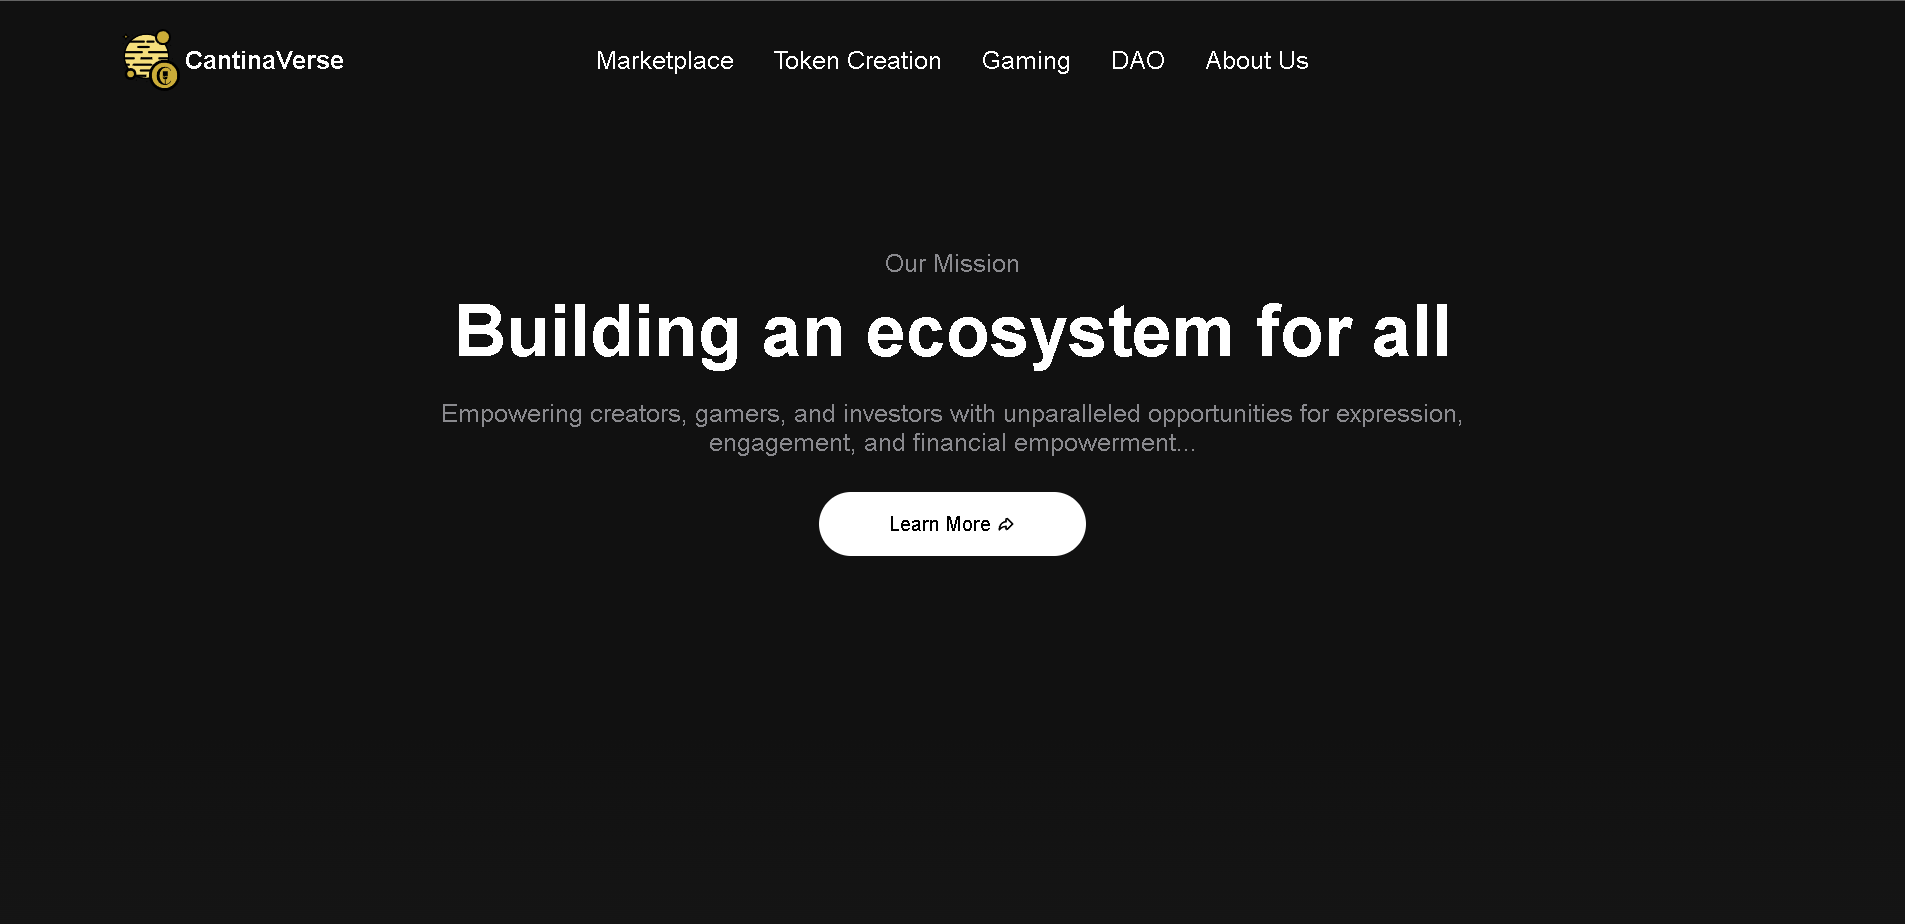 CantinaVerse
Marketplace Token Creation Gaming DAO About Us
Our Mission
Building an ecosystem for all
Empowering creators, gamers, and investors with unparalleled opportunities for expression,
engagement, and financial empowerment...
Learn More